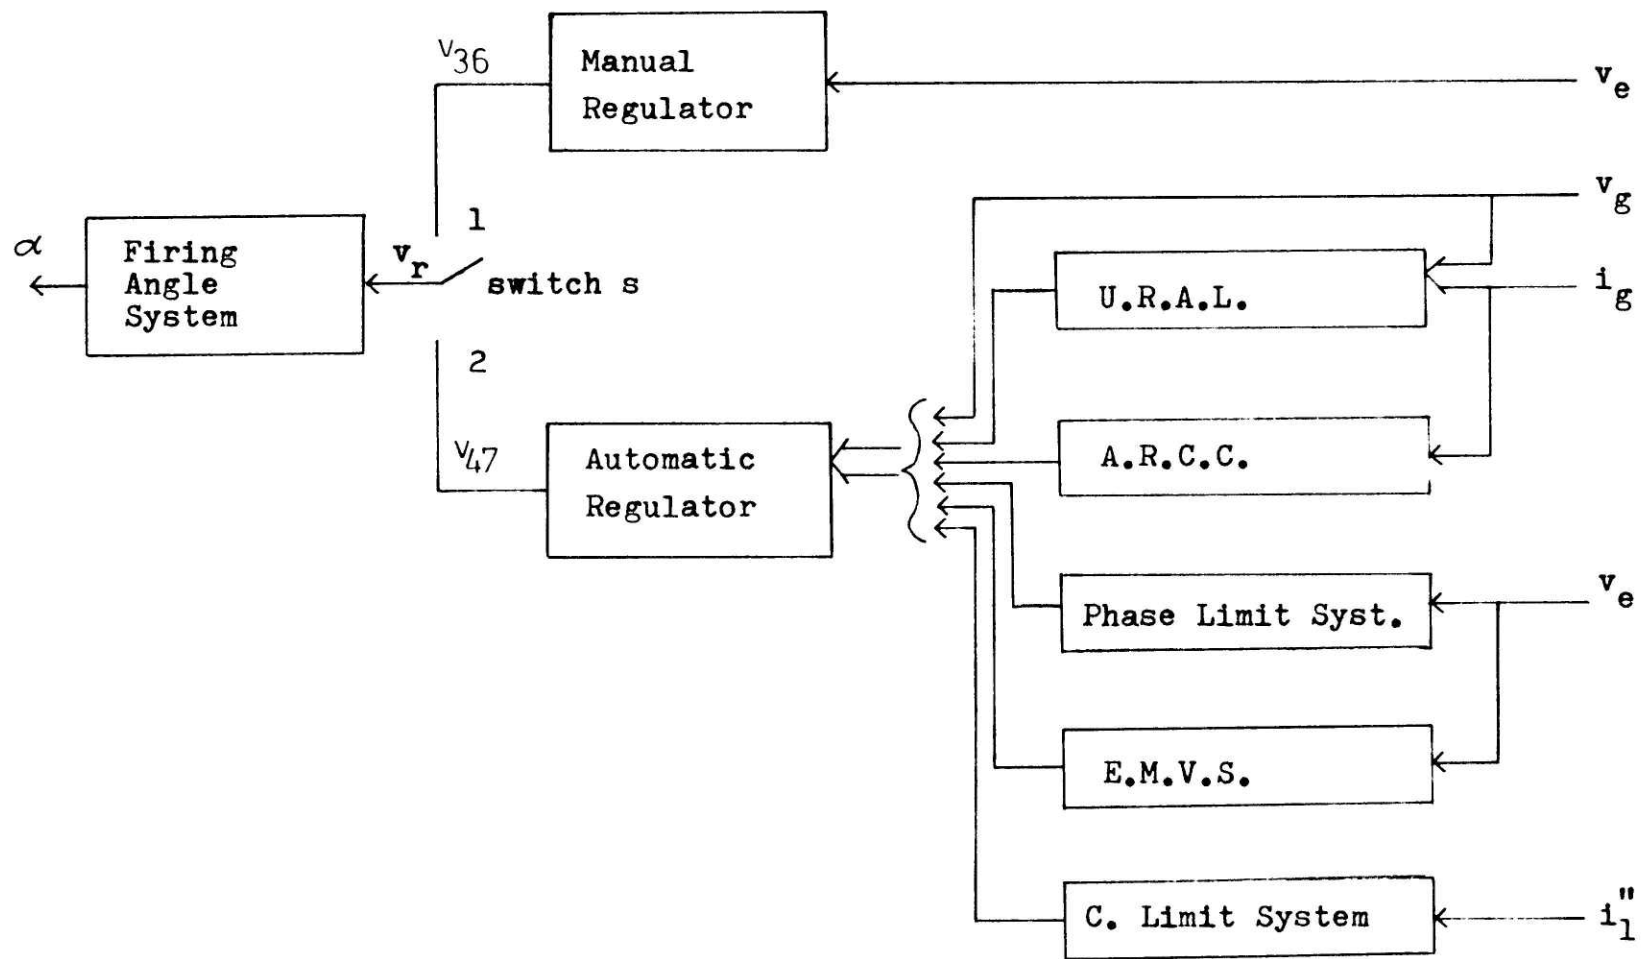 v36
Manual
Regulator
ve
vg
1
α
Firing
Angle
System
vr
switch s
U.R.A.L.
ig
2
v47
Automatic
Regulator
A.R.C.C.
Phase Limit Syst.
ve
E.M.V.S.
C. Limit System
i"l